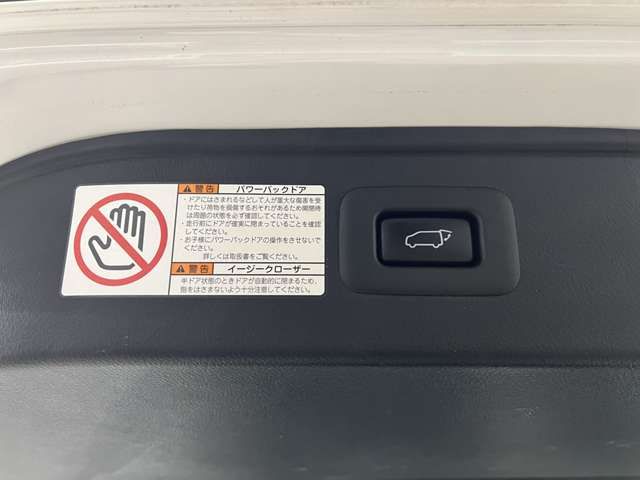 警告 パワーバックドア
・ドアにはさまれるなどして人が重大な傷害を受
けたり荷物を損傷するおそれがあるため開閉時
は周囲の状態を必ず確認してください。
・走行前にドアが確実に閉まっていることを確認
してください。
・お子様にパワーバックドアの操作をさせないで
ください。
詳しくは取扱書をご覧ください。
警告 イージークローザー
半ドア状態のときドアが自動的に閉まるため、
指をはさまないよう十分注意してください。